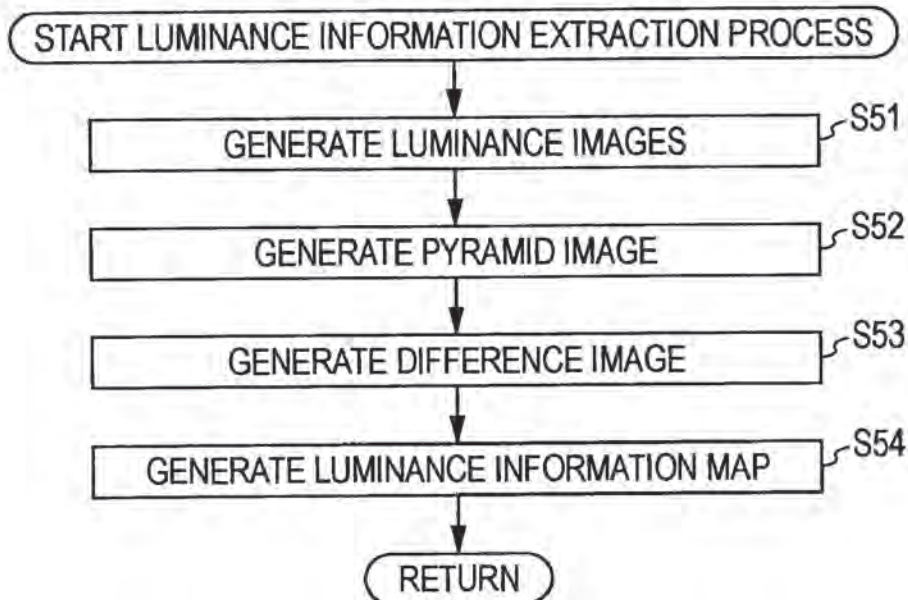 START LUMINANCE INFORMATION EXTRACTION PROCESS
GENERATE LUMINANCE IMAGES
S51
GENERATE PYRAMID IMAGE
S52
GENERATE DIFFERENCE IMAGE
S53
GENERATE LUMINANCE INFORMATION MAP
S54
RETURN